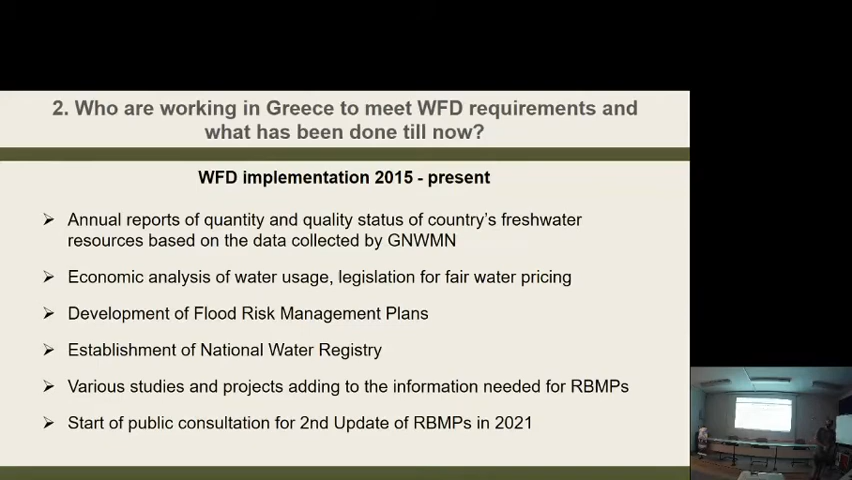 2. Who are working in Greece to meet WFD requirements and
what has been done till now?
WFD implementation 2015 - present
➢ Annual reports of quantity and quality status of country's freshwater
resources based on the data collected by GNWMN
➢ Economic analysis of water usage, legislation for fair water pricing
➢ Development of Flood Risk Management Plans
➢ Establishment of National Water Registry
➢ Various studies and projects adding to the information needed for RBMPs
➢ Start of public consultation for 2nd Update of RBMPs in 2021